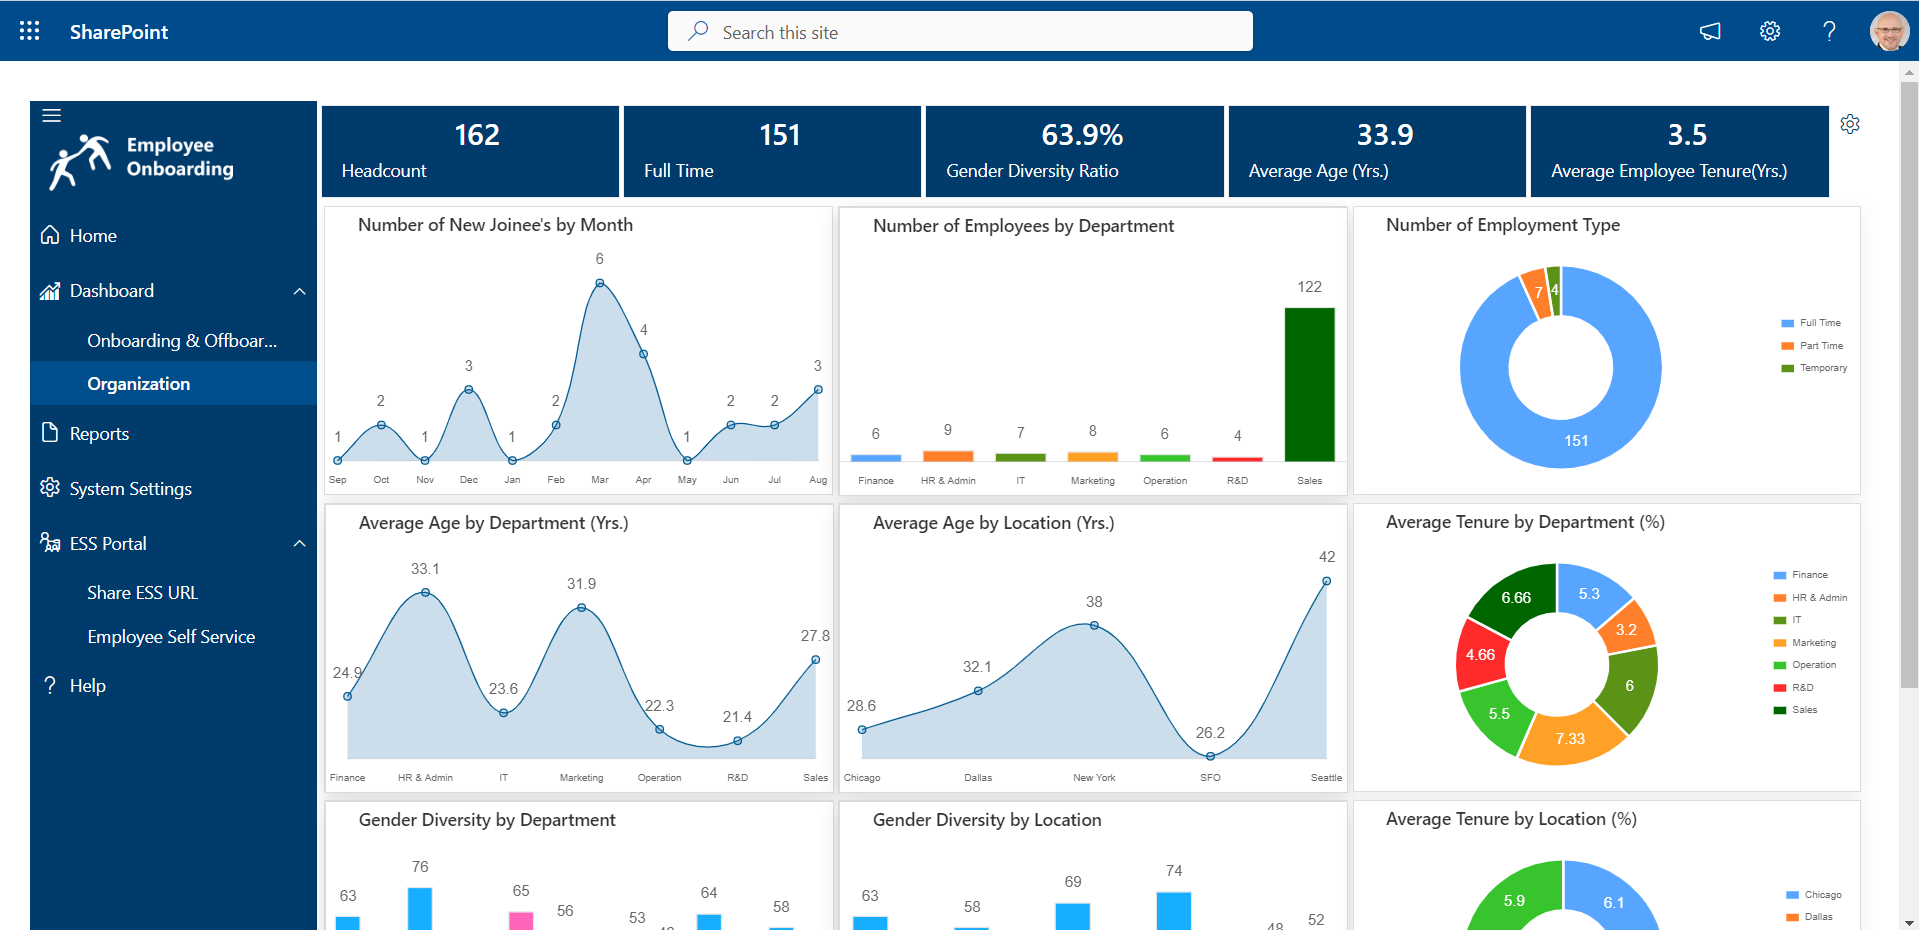 SharePoint
Search this site
Employee
Onboarding
Home
Dashboard
Onboarding & Offboar...
Organization
Reports
System Settings
ESS Portal
Share ESS URL
Employee Self Service
Help
162
Headcount
151
Full Time
63.9%
Gender Diversity Ratio
33.9
Average Age (Yrs.)
3.5
Average Employee Tenure(Yrs.)
Number of New Joinee's by Month
1 2 1 3 1 2 6 4 1 2 2 3
Sep Oct Nov Dec Jan Feb Mar Apr May Jun Jul Aug
Number of Employees by Department
6 9 7 8 6 4 122
Finance HR & Admin IT Marketing Operation R&D Sales
Number of Employment Type
7 4
151
Full Time
Part Time
Temporary
Average Age by Department (Yrs.)
24.9 33.1 23.6 31.9 22.3 21.4 27.8
Finance HR & Admin IT Marketing Operation R&D Sales
Average Age by Location (Yrs.)
28.6 32.1 38 26.2 42
Chicago Dallas New York SFO Seattle
Average Tenure by Department (%)
6.66 5.3
3.2
4.66
6
5.5
7.33
Finance
HR & Admin
IT
Marketing
Operation
R&D
Sales
Gender Diversity by Department
63 76 65 56 53 64 58
Gender Diversity by Location
63 58 69 74 48 52
Average Tenure by Location (%)
5.9 6.1
Chicago
Dallas